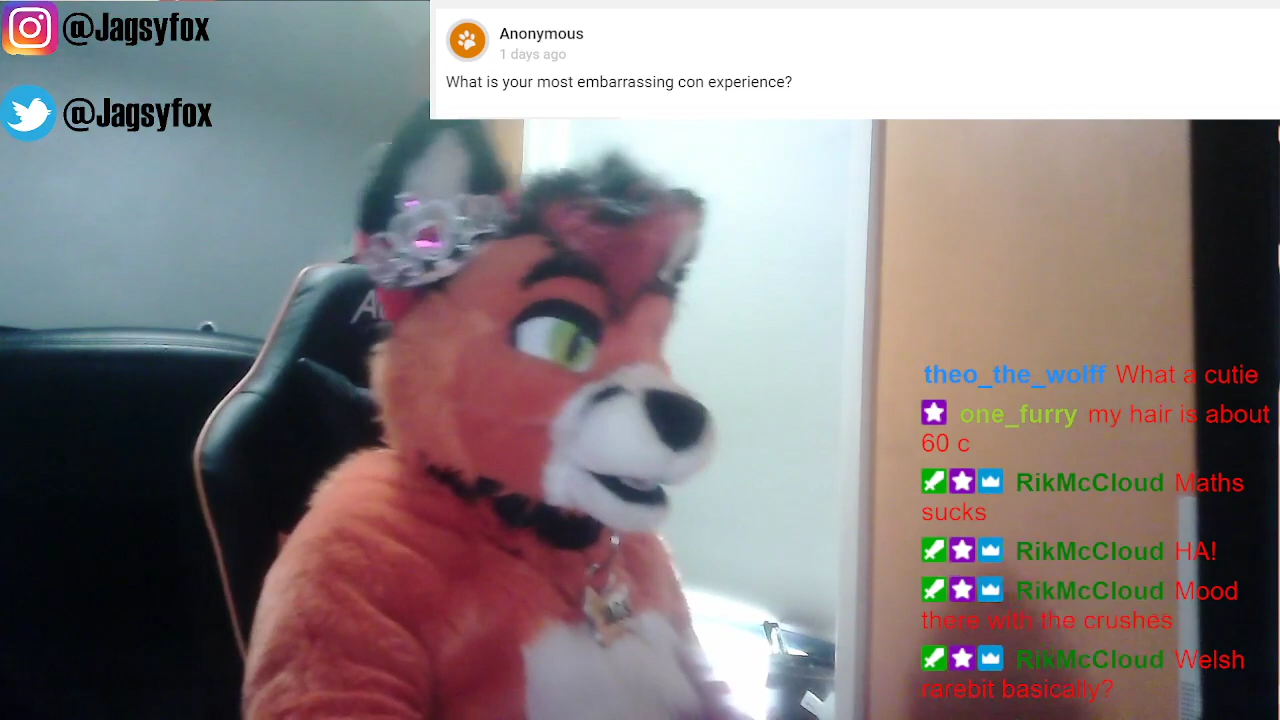 @Jagsyfox
@Jagsyfox
Anonymous
1 days ago
What is your most embarrassing con experience?
theo_the_wolff What a cutie
one_furry my hair is about
60 c
RikMcCloud Maths
sucks
RikMcCloud HA!
RikMcCloud Mood
there with the crushes
RikMcCloud Welsh
rarebit basically?